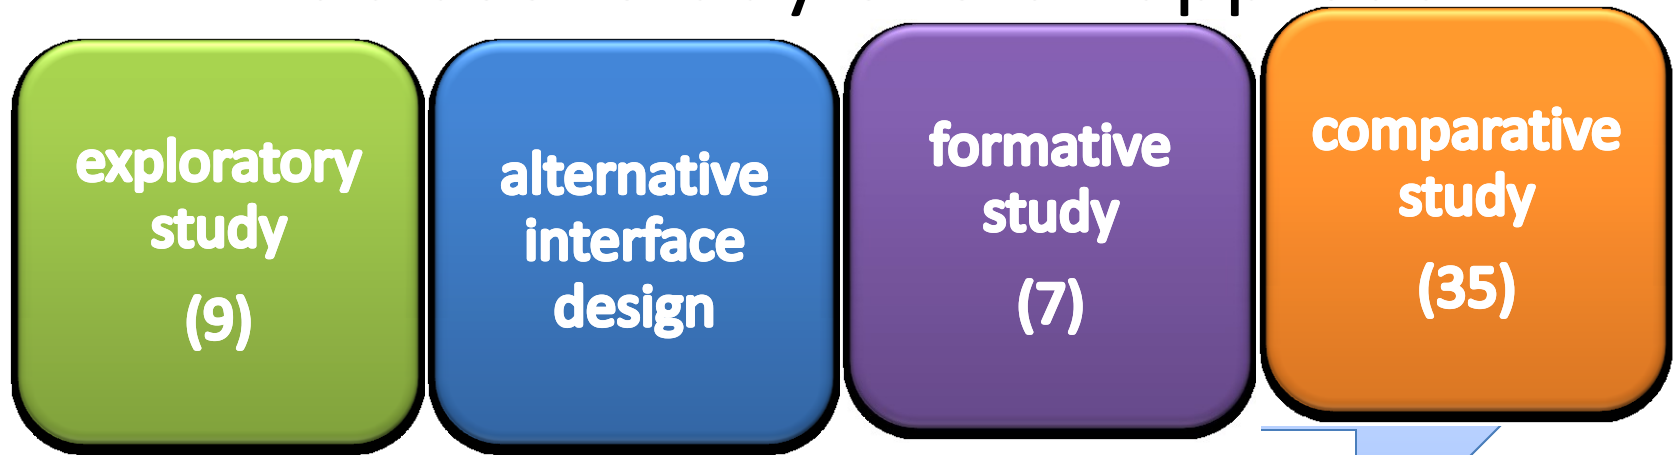 exploratory
study
(9)
alternative
interface
design
formative
study
(7)
comparative
study
(35)